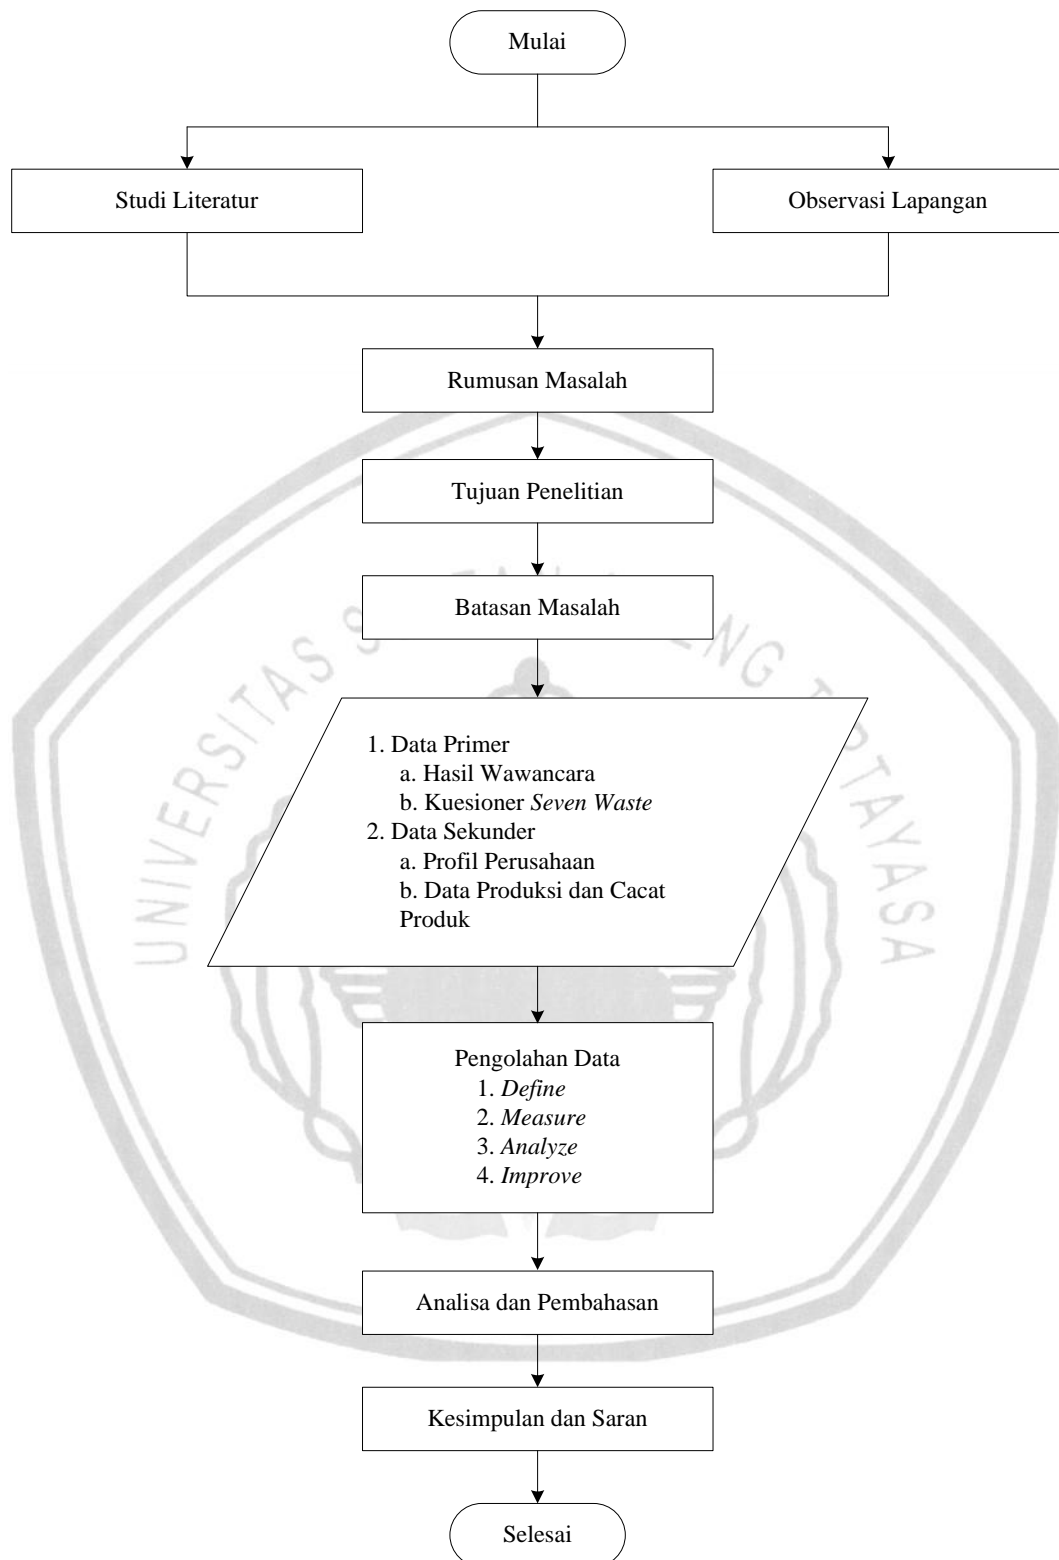 Mulai
Studi Literatur
Observasi Lapangan
Rumusan Masalah
Tujuan Penelitian
Batasan Masalah
1. Data Primer
a. Hasil Wawancara
b. Kuesioner Seven Waste
2. Data Sekunder
a. Profil Perusahaan
b. Data Produksi dan Cacat
Produk
Pengolahan Data
1. Define
2. Measure
3. Analyze
4. Improve
Analisa dan Pembahasan
Kesimpulan dan Saran
Selesai
UNIVERSITAS